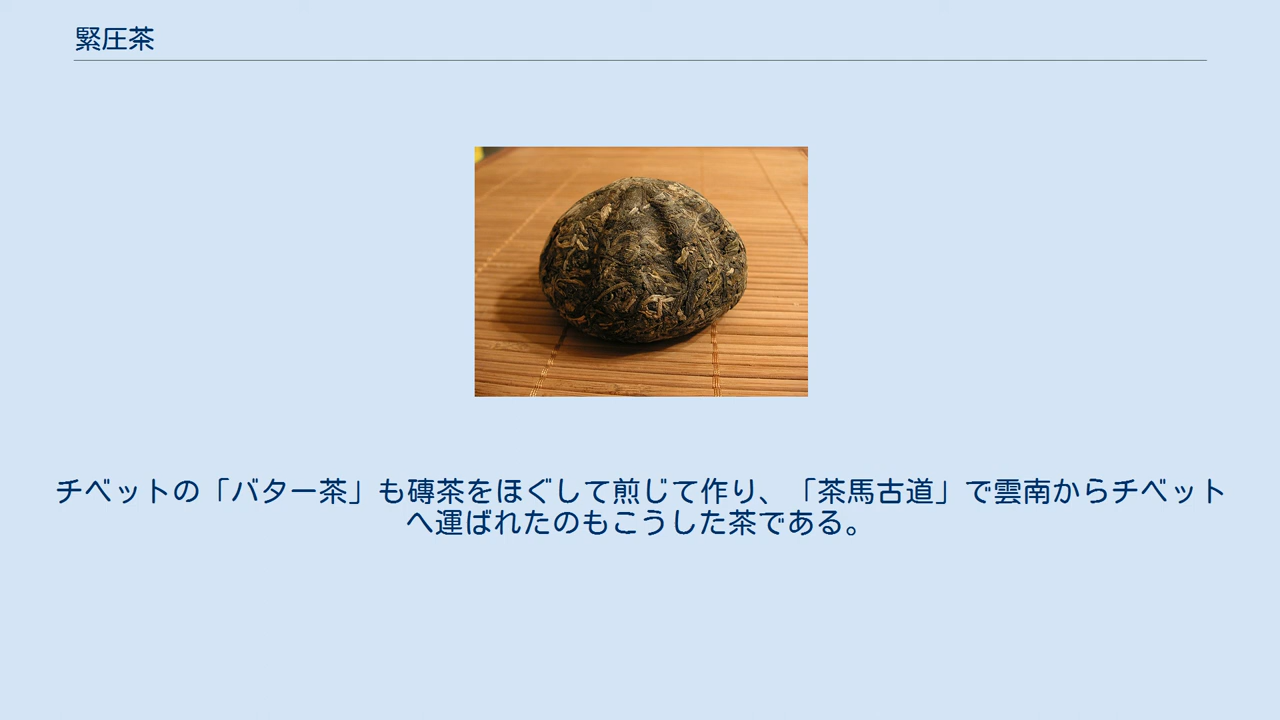 緊圧茶
チベットの「バター茶」も磚茶をほぐして煎じて作り、「茶馬古道」で雲南からチベット
へ運ばれたのもこうした茶である。